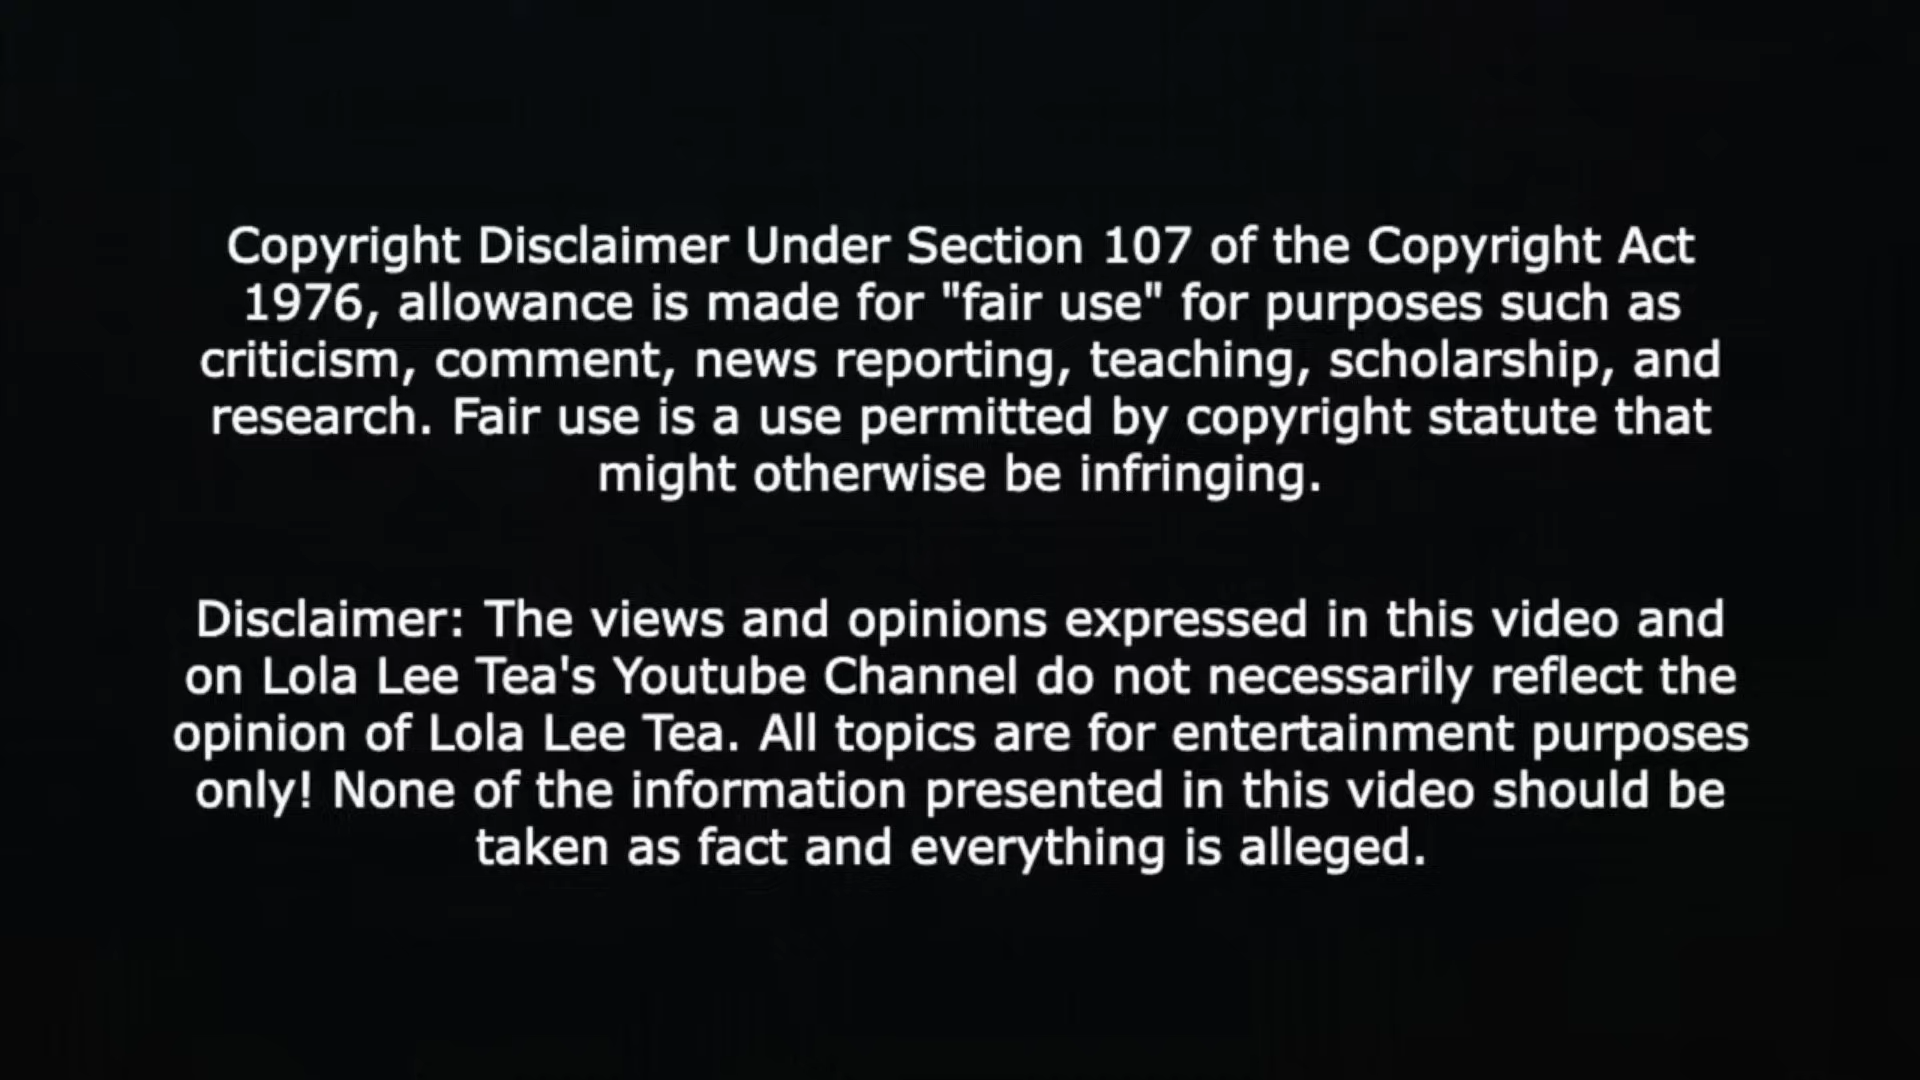 Copyright Disclaimer Under Section 107 of the Copyright Act
1976, allowance is made for "fair use" for purposes such as
criticism, comment, news reporting, teaching, scholarship, and
research. Fair use is a use permitted by copyright statute that
might otherwise be infringing.
Disclaimer: The views and opinions expressed in this video and
on Lola Lee Tea's Youtube Channel do not necessarily reflect the
opinion of Lola Lee Tea. All topics are for entertainment purposes
only! None of the information presented in this video should be
taken as fact and everything is alleged.